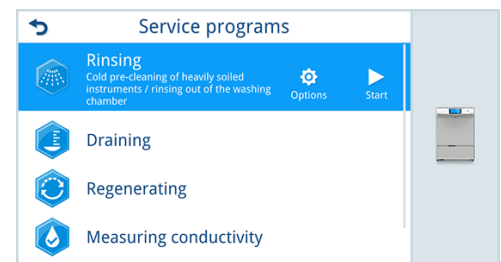 Service programs
Rinsing
Cold pre-cleaning of heavily soiled
instruments / rinsing out of the washing
chamber
Options
Start
Draining
Regenerating
Measuring conductivity